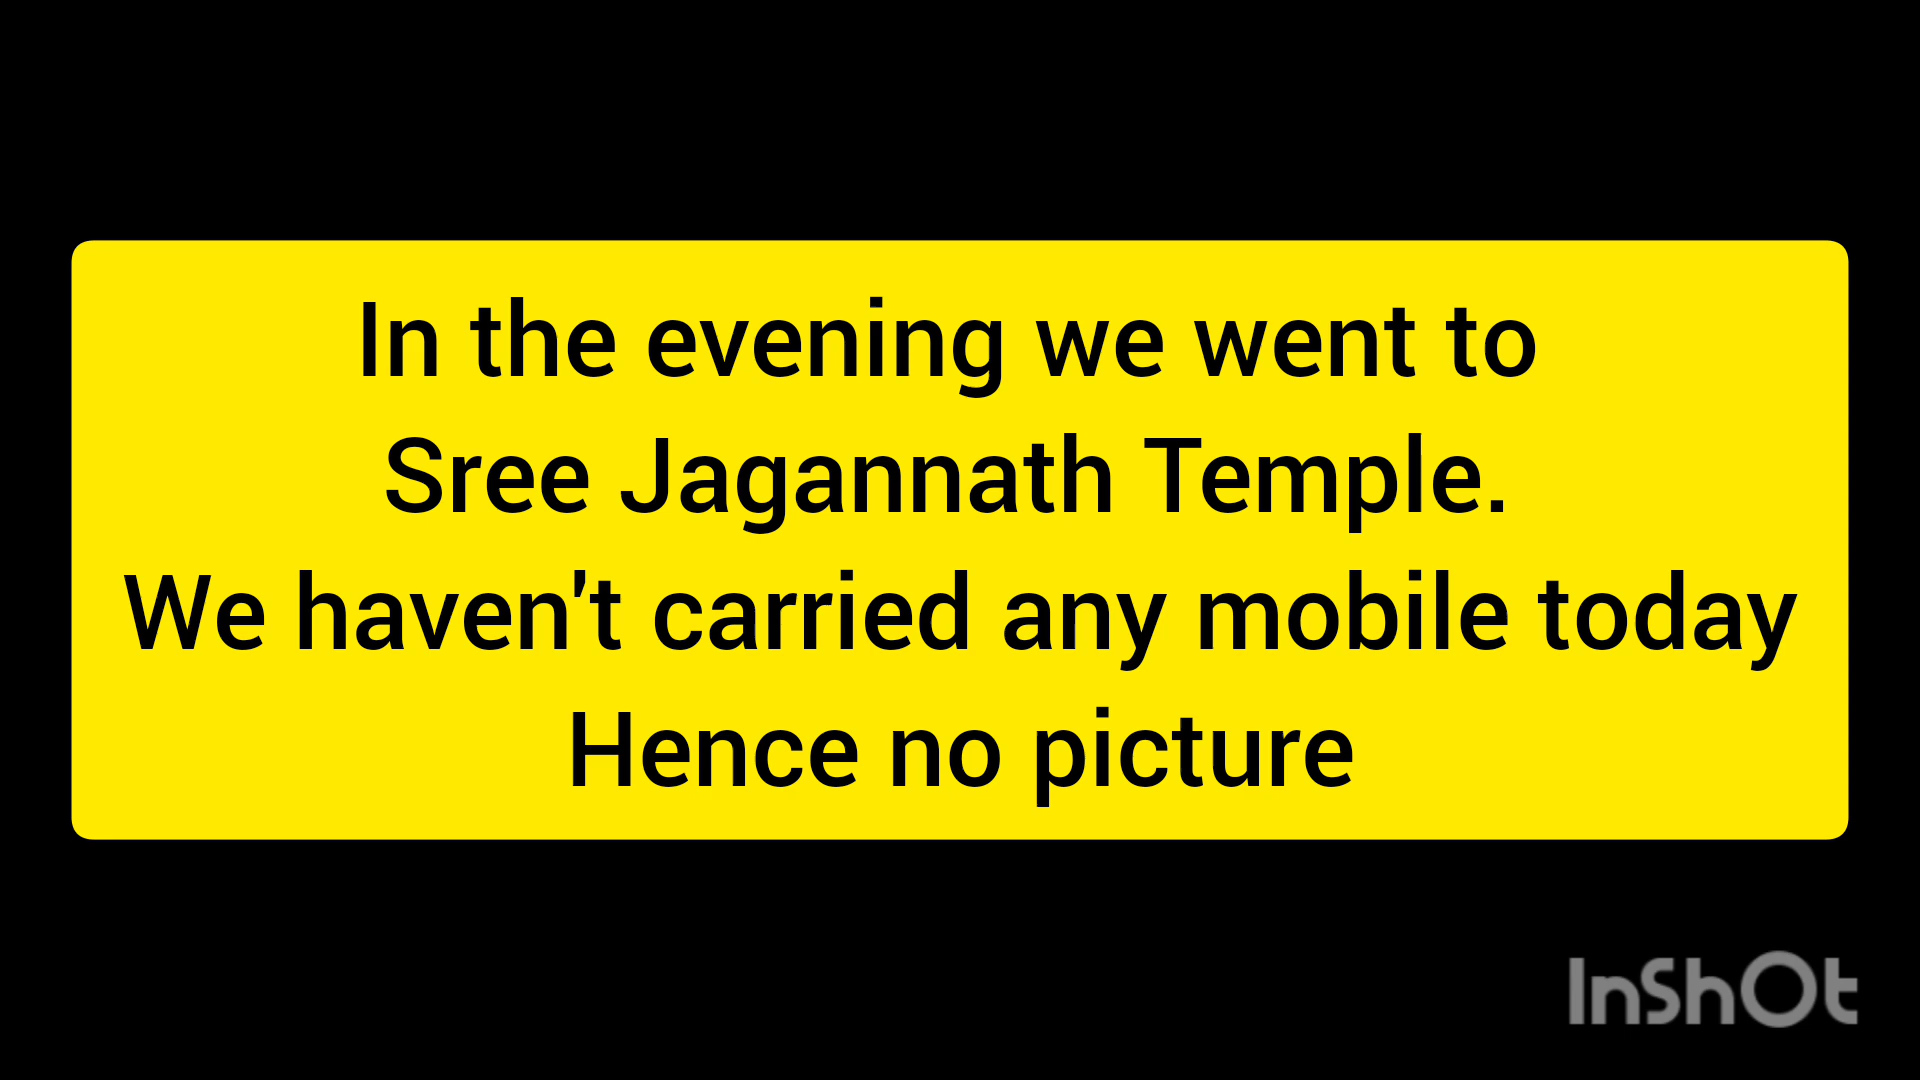 In the evening we went to
Sree Jagannath Temple.
We haven't carried any mobile today
Hence no picture
InShOt